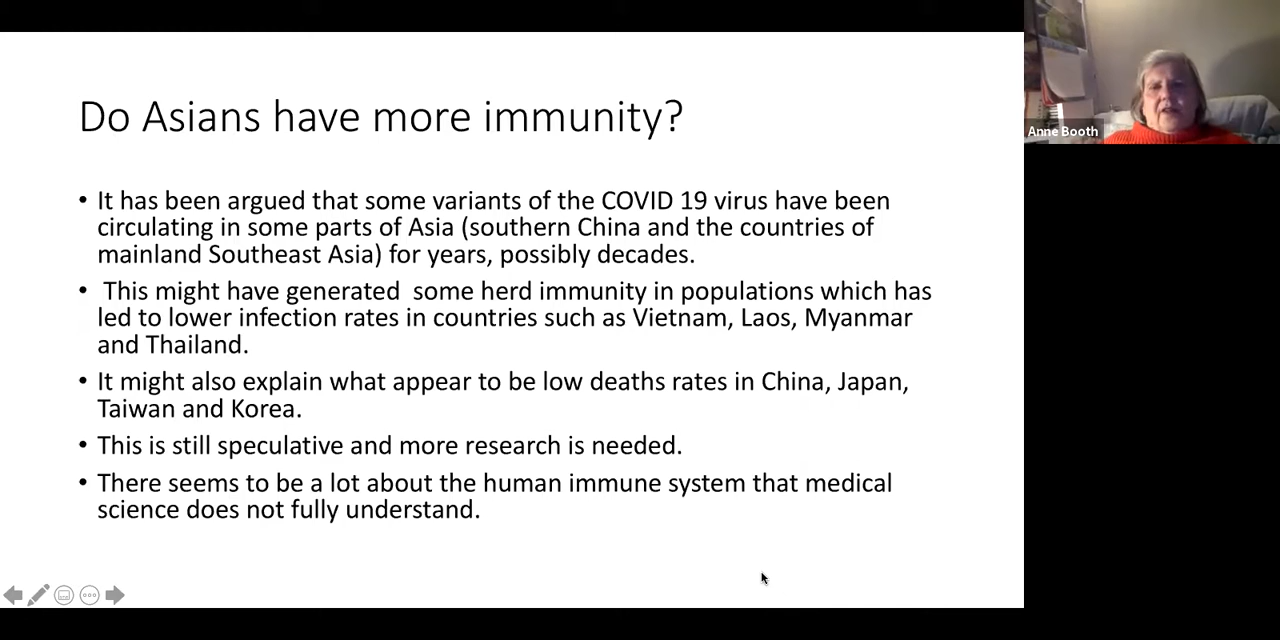 Do Asians have more immunity?
• It has been argued that some variants of the COVID 19 virus have been
circulating in some parts of Asia (southern China and the countries of
mainland Southeast Asia) for years, possibly decades.
• This might have generated  some herd immunity in populations which has
led to lower infection rates in countries such as Vietnam, Laos, Myanmar
and Thailand.
• It might also explain what appear to be low deaths rates in China, Japan,
Taiwan and Korea.
• This is still speculative and more research is needed.
• There seems to be a lot about the human immune system that medical
science does not fully understand.
Anne Booth